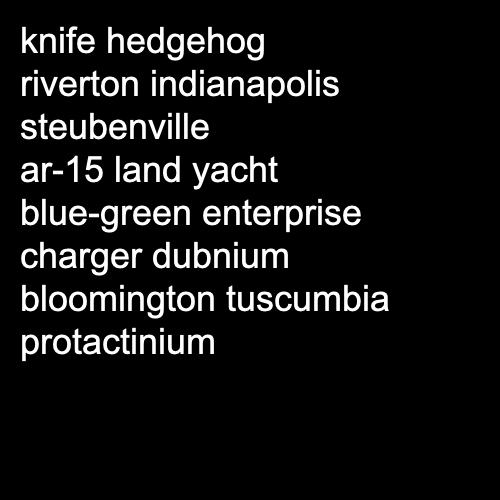 knife hedgehog
riverton indianapolis
steubenville
ar-15 land yacht
blue-green enterprise
charger dubnium
bloomington tuscumbia
protactinium